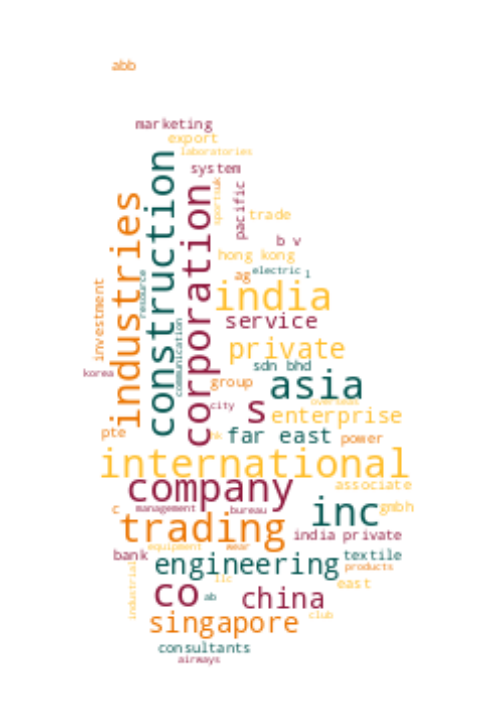 abb
marketing
export
laboratories
system
construction
industries
corporation
sportswk
pacific
trade
b v
hong kong
ag
electric
l
resource
investment
india
service
communication
private
korea
sdn bhd
group
asia
overseas
city
s
enterprise
pte
hk
far east
power
international
company
associate
c
management
bureau
inc
gmbh
trading
india private
equipment
wear
bank
engineering
textile
products
industrial
llc
east
co
ab
china
club
singapore
consultants
airways